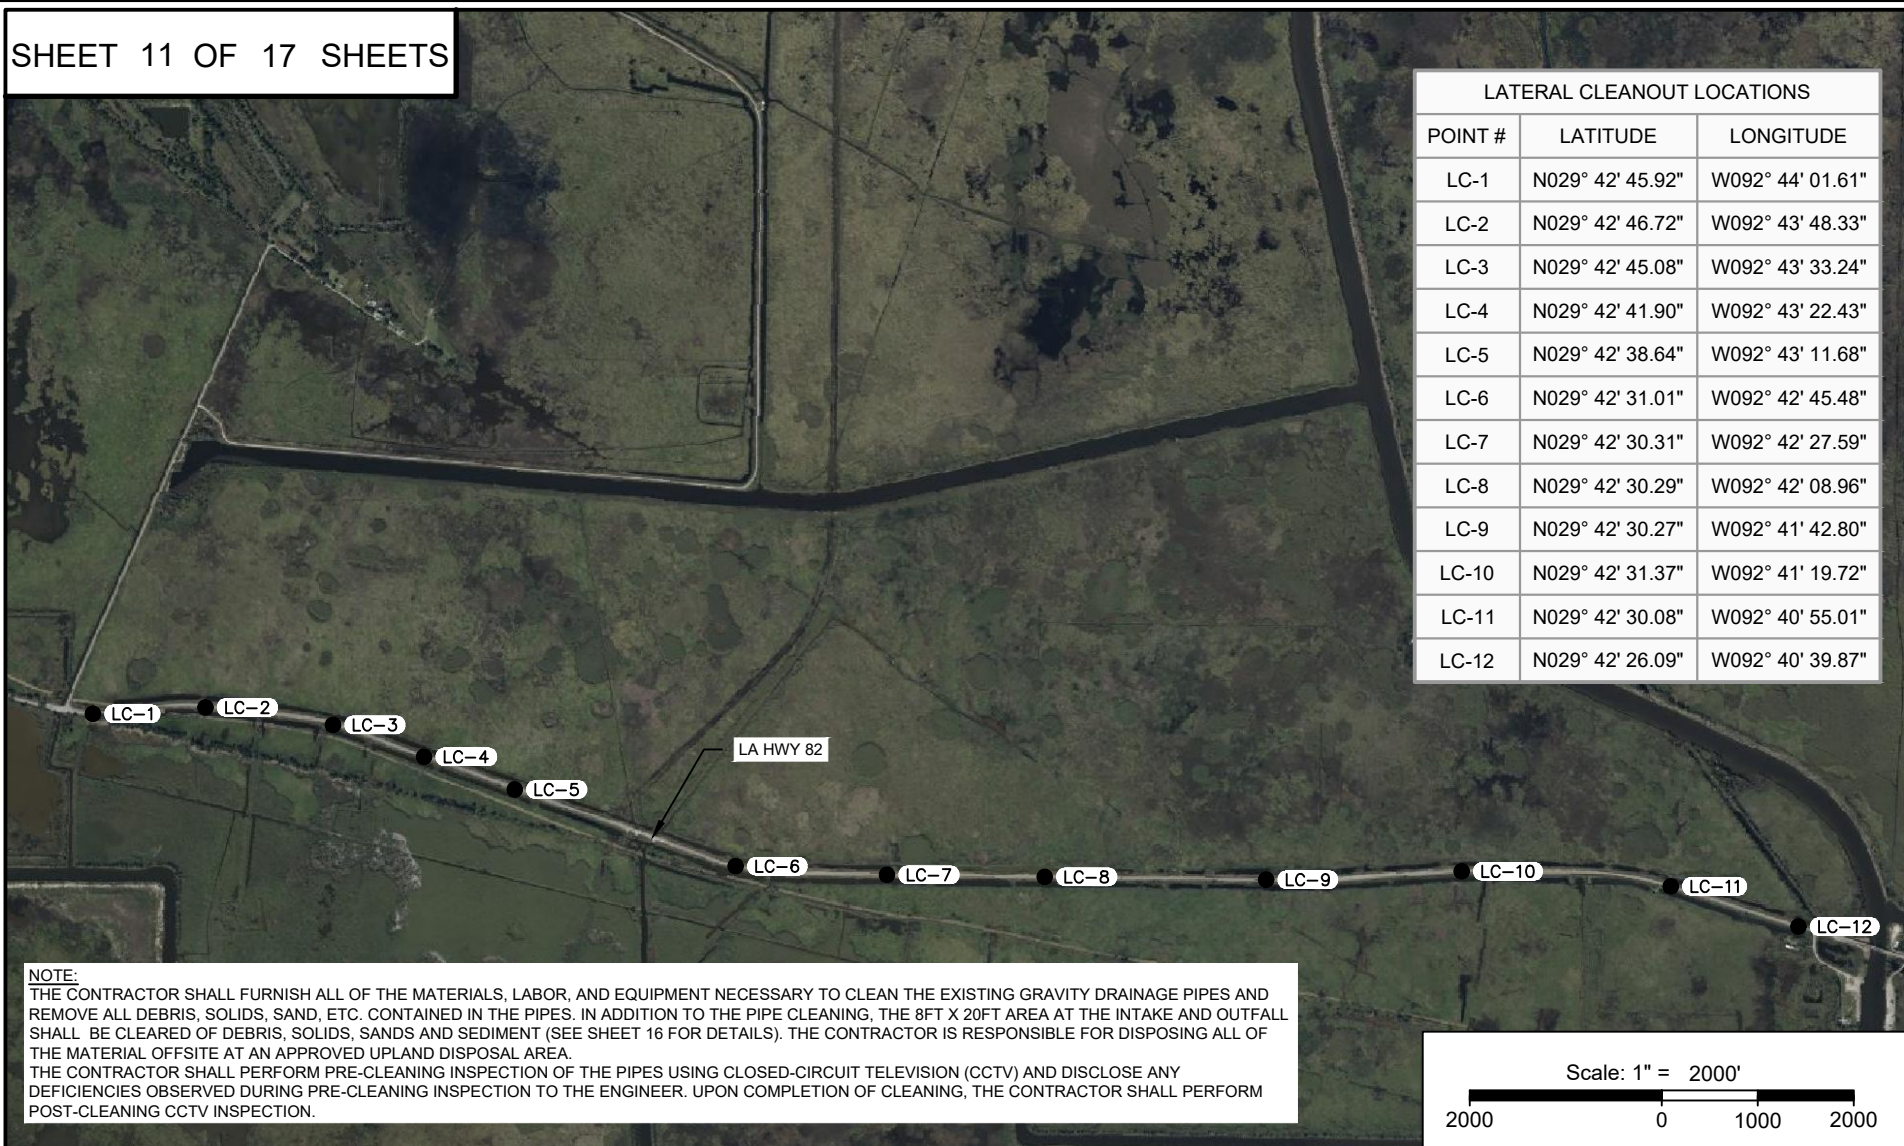 SHEET 11 OF 17 SHEETS
LATERAL CLEANOUT LOCATIONS
POINT # LATITUDE LONGITUDE
LC-1 N029° 42' 45.92" W092° 44' 01.61"
LC-2 N029° 42' 46.72" W092° 43' 48.33"
LC-3 N029° 42' 45.08" W092° 43' 33.24"
LC-4 N029° 42' 41.90" W092° 43' 22.43"
LC-5 N029° 42' 38.64" W092° 43' 11.68"
LC-6 N029° 42' 31.01" W092° 42' 45.48"
LC-7 N029° 42' 30.31" W092° 42' 27.59"
LC-8 N029° 42' 30.29" W092° 42' 08.96"
LC-9 N029° 42' 30.27" W092° 41' 42.80"
LC-10 N029° 42' 31.37" W092° 41' 19.72"
LC-11 N029° 42' 30.08" W092° 40' 55.01"
LC-12 N029° 42' 26.09" W092° 40' 39.87"
LC-1
LC-2
LC-3
LC-4
LC-5
LA HWY 82
LC-6
LC-7
LC-8
LC-9
LC-10
LC-11
LC-12
NOTE:
THE CONTRACTOR SHALL FURNISH ALL OF THE MATERIALS, LABOR, AND EQUIPMENT NECESSARY TO CLEAN THE EXISTING GRAVITY DRAINAGE PIPES AND
REMOVE ALL DEBRIS, SOLIDS, SAND, ETC. CONTAINED IN THE PIPES. IN ADDITION TO THE PIPE CLEANING, THE 8FT X 20FT AREA AT THE INTAKE AND OUTFALL
SHALL BE CLEARED OF DEBRIS, SOLIDS, SANDS AND SEDIMENT (SEE SHEET 16 FOR DETAILS). THE CONTRACTOR IS RESPONSIBLE FOR DISPOSING ALL OF
THE MATERIAL OFFSITE AT AN APPROVED UPLAND DISPOSAL AREA.
THE CONTRACTOR SHALL PERFORM PRE-CLEANING INSPECTION OF THE PIPES USING CLOSED-CIRCUIT TELEVISION (CCTV) AND DISCLOSE ANY
DEFICIENCIES OBSERVED DURING PRE-CLEANING INSPECTION TO THE ENGINEER. UPON COMPLETION OF CLEANING, THE CONTRACTOR SHALL PERFORM
POST-CLEANING CCTV INSPECTION.
Scale: 1" = 2000'
2000 0 1000 2000